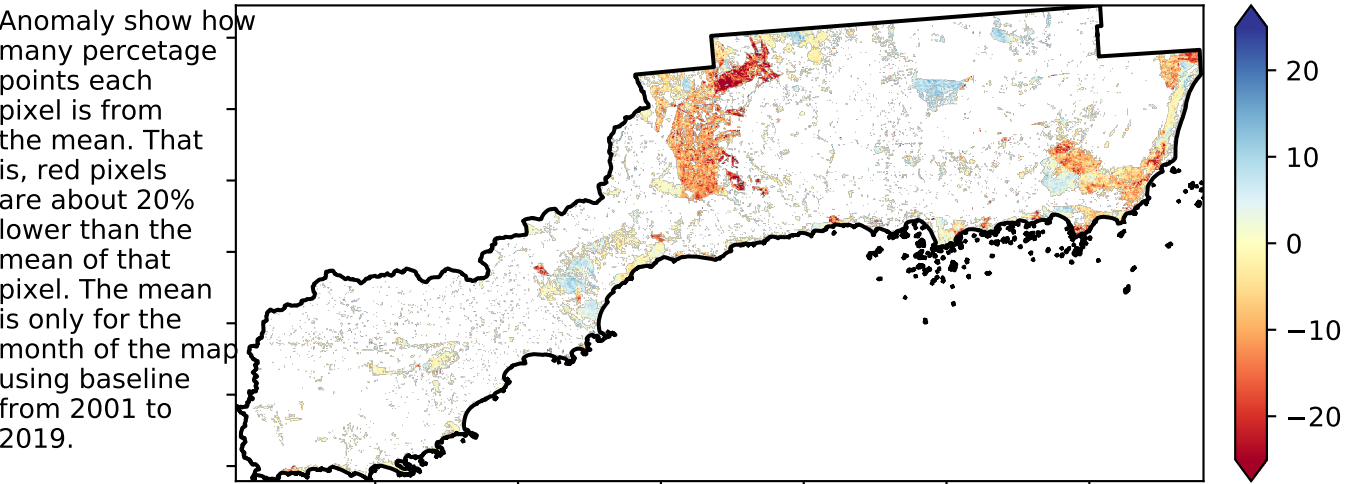 Anomaly show how
many percetage
points each
pixel is from
the mean. That
is, red pixels
are about 20%
lower than the
mean of that
pixel. The mean
is only for the
month of the map
using baseline
from 2001 to
2019.
20
10
0
−10
−20